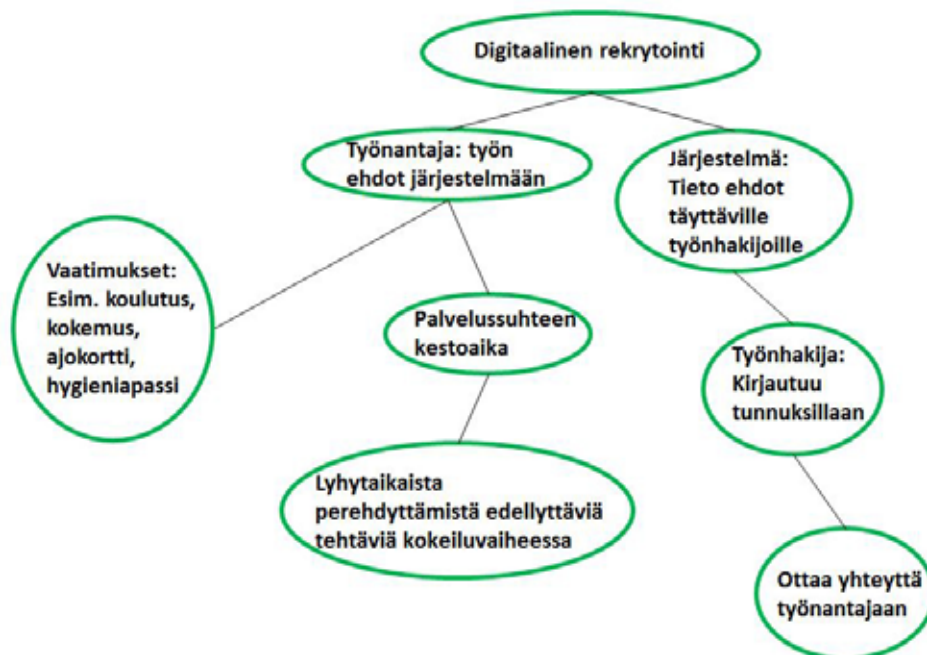 Digitaalinen rekrytointi
Työnantaja: työn
ehdot järjestelmään
Järjestelmä:
Tieto ehdot
täyttäville
työnhakijoille
Vaatimukset:
Esim. koulutus,
kokemus,
ajokortti,
hygieniapassi
Palvelussuhteen
kestoaika
Työnhakija:
Kirjautuu
tunnuksillaan
Lyhytaikaista
perehdyttämistä edellyttäviä
tehtäviä kokeiluvaiheessa
Ottaa yhteyttä
työnantajaan